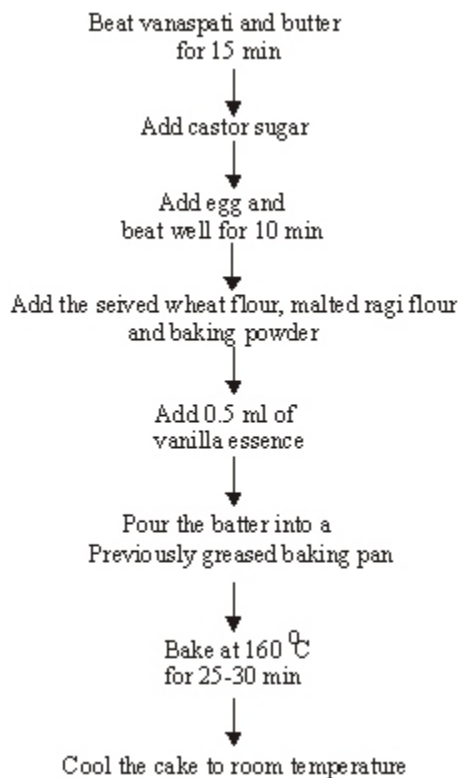 Beat vanaspati and butter
for 15 min
Add castor sugar
Add egg and
beat well for 10 min
Add the seived wheat flour, malted ragi flour
and baking powder
Add 0.5 ml of
vanilla essence
Pour the batter into a
Previously greased baking pan
Bake at 160 ⁰C
for 25-30 min
Cool the cake to room temperature